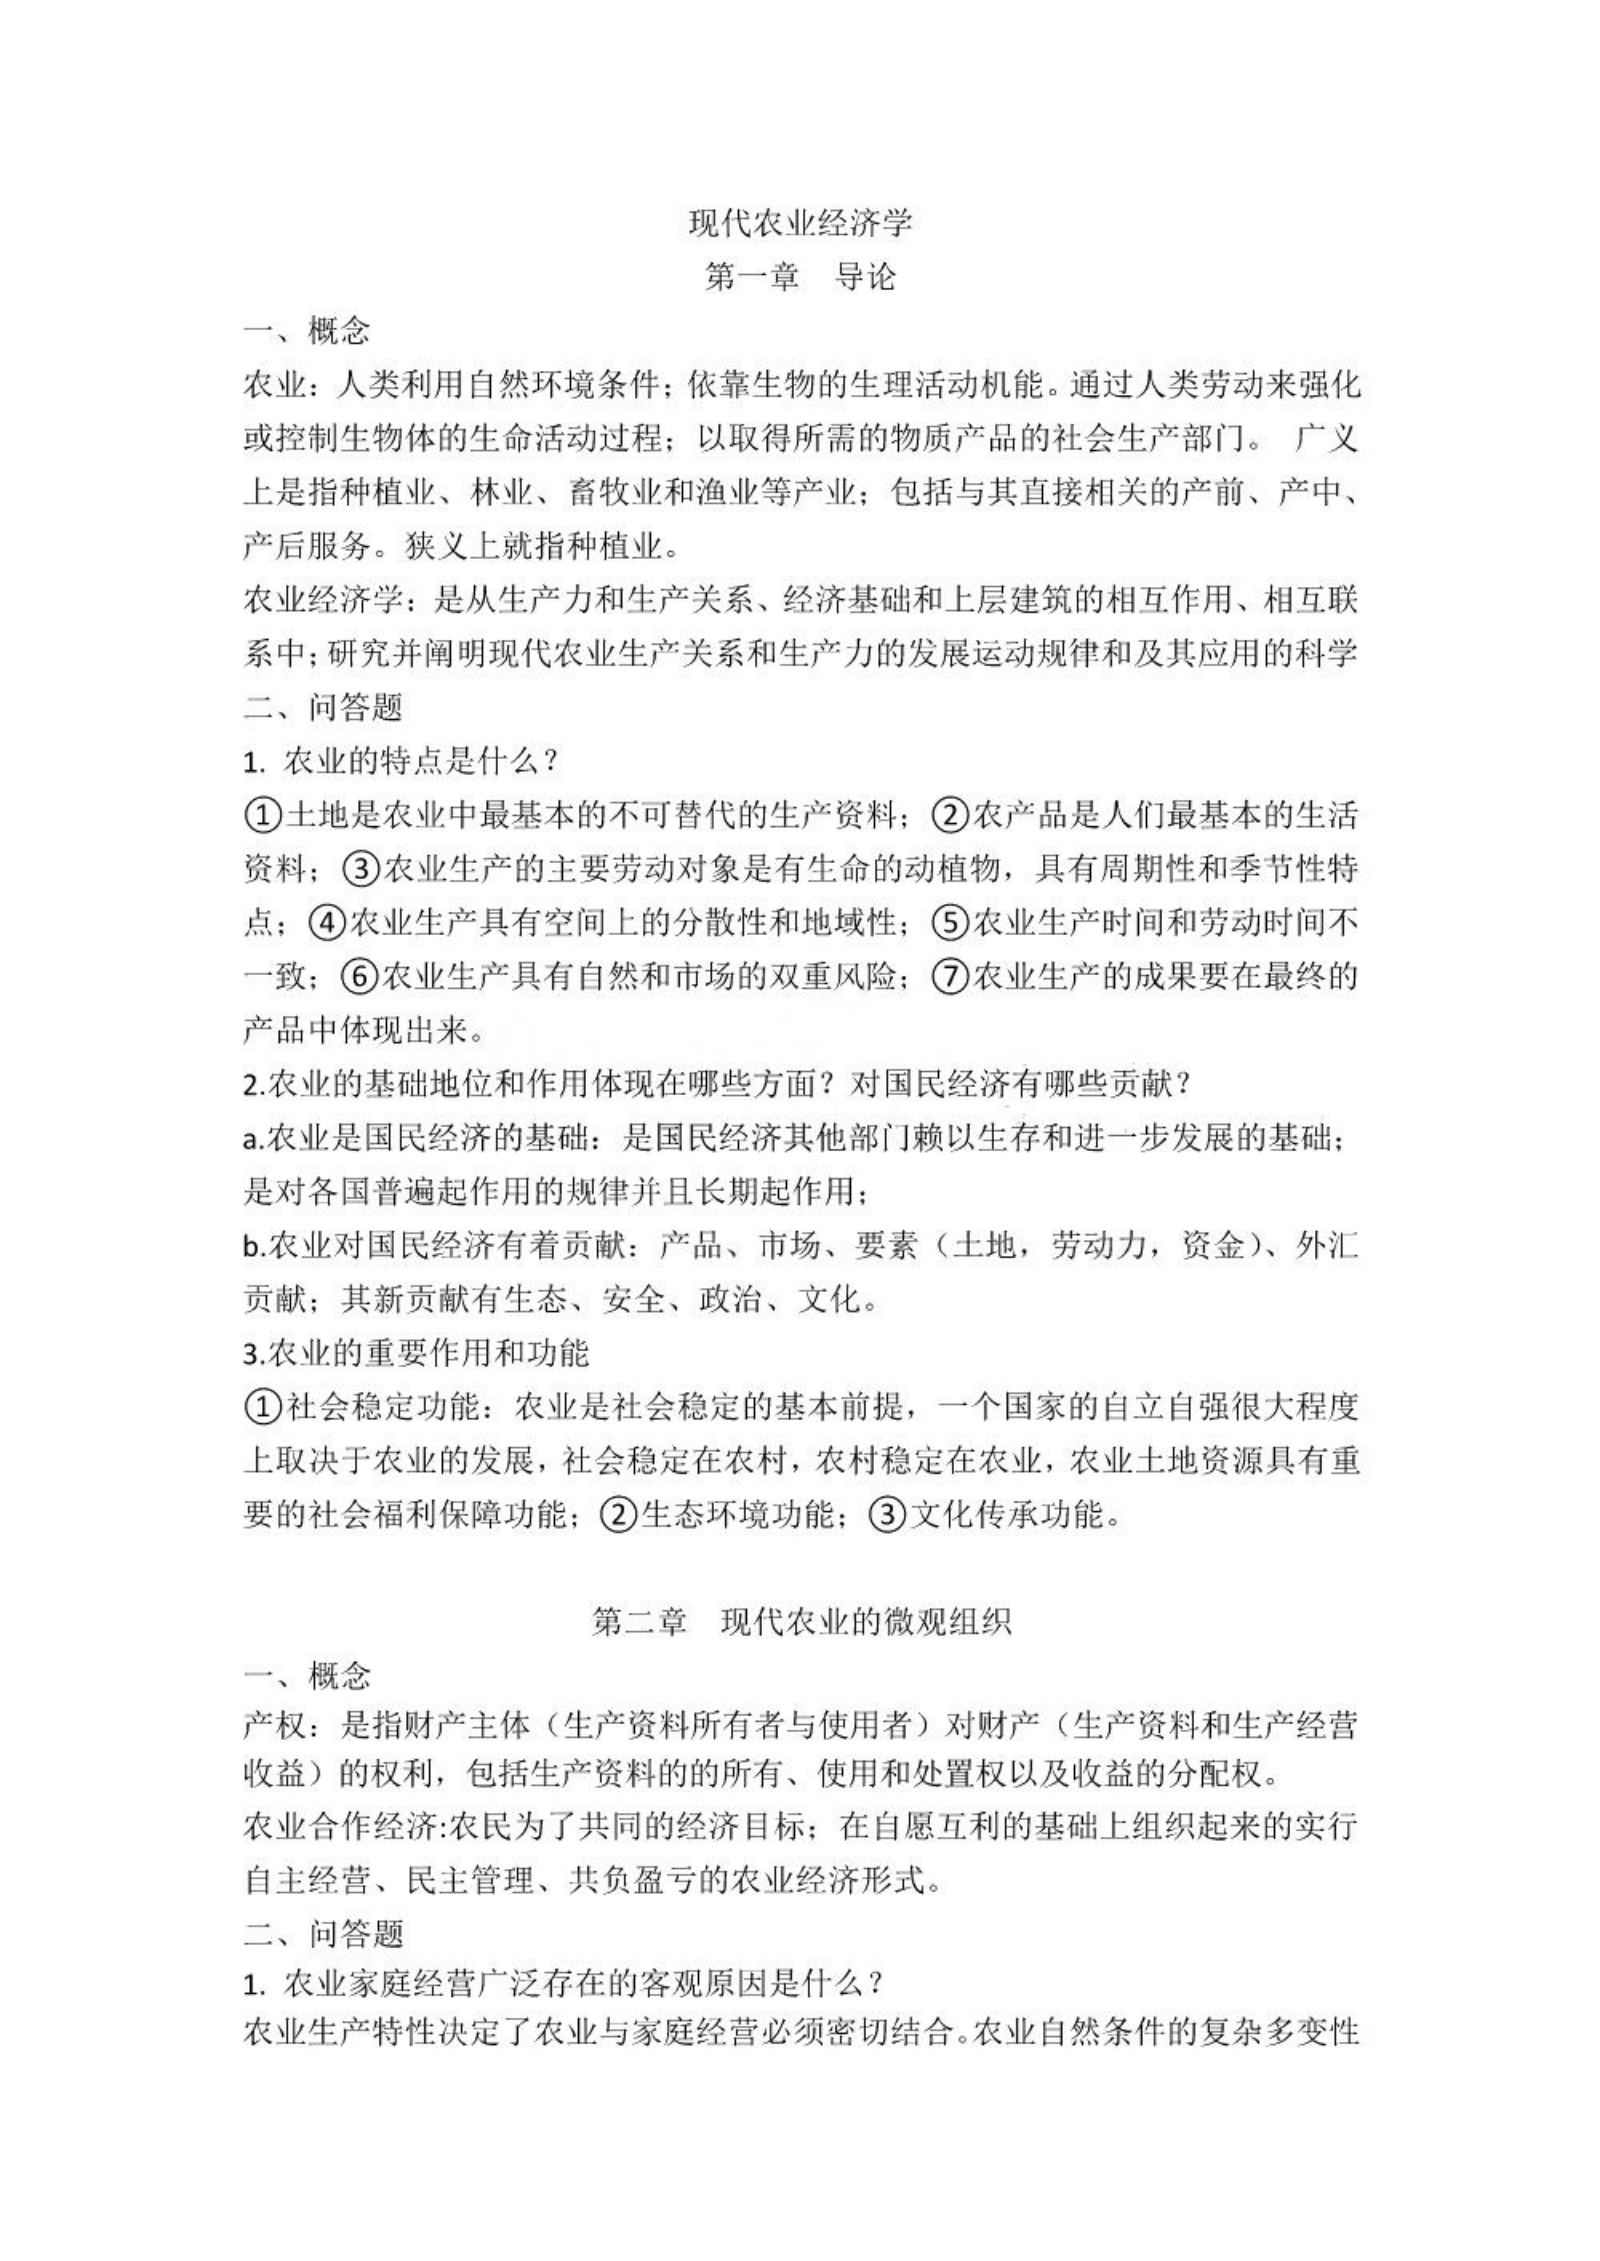 现代农业经济学
第一章　导论
一、概念
农业：人类利用自然环境条件；依靠生物的生理活动机能。通过人类劳动来强化
或控制生物体的生命活动过程；以取得所需的物质产品的社会生产部门。 广义
上是指种植业、林业、畜牧业和渔业等产业；包括与其直接相关的产前、产中、
产后服务。狭义上就指种植业。
农业经济学：是从生产力和生产关系、经济基础和上层建筑的相互作用、相互联
系中；研究并阐明现代农业生产关系和生产力的发展运动规律和及其应用的科学
二、问答题
1. 农业的特点是什么？
①土地是农业中最基本的不可替代的生产资料；②农产品是人们最基本的生活
资料；③农业生产的主要劳动对象是有生命的动植物，具有周期性和季节性特
点；④农业生产具有空间上的分散性和地域性；⑤农业生产时间和劳动时间不
一致；⑥农业生产具有自然和市场的双重风险；⑦农业生产的成果要在最终的
产品中体现出来。
2.农业的基础地位和作用体现在哪些方面？对国民经济有哪些贡献？
a.农业是国民经济的基础：是国民经济其他部门赖以生存和进一步发展的基础；
是对各国普遍起作用的规律并且长期起作用；
b.农业对国民经济有着贡献：产品、市场、要素（土地，劳动力，资金）、外汇
贡献；其新贡献有生态、安全、政治、文化。
3.农业的重要作用和功能
①社会稳定功能：农业是社会稳定的基本前提，一个国家的自立自强很大程度
上取决于农业的发展，社会稳定在农村，农村稳定在农业，农业土地资源具有重
要的社会福利保障功能；②生态环境功能；③文化传承功能。
第二章　现代农业的微观组织
一、概念
产权：是指财产主体（生产资料所有者与使用者）对财产（生产资料和生产经营
收益）的权利，包括生产资料的的所有、使用和处置权以及收益的分配权。
农业合作经济:农民为了共同的经济目标；在自愿互利的基础上组织起来的实行
自主经营、民主管理、共负盈亏的农业经济形式。
二、问答题
1. 农业家庭经营广泛存在的客观原因是什么？
农业生产特性决定了农业与家庭经营必须密切结合。农业自然条件的复杂多变性